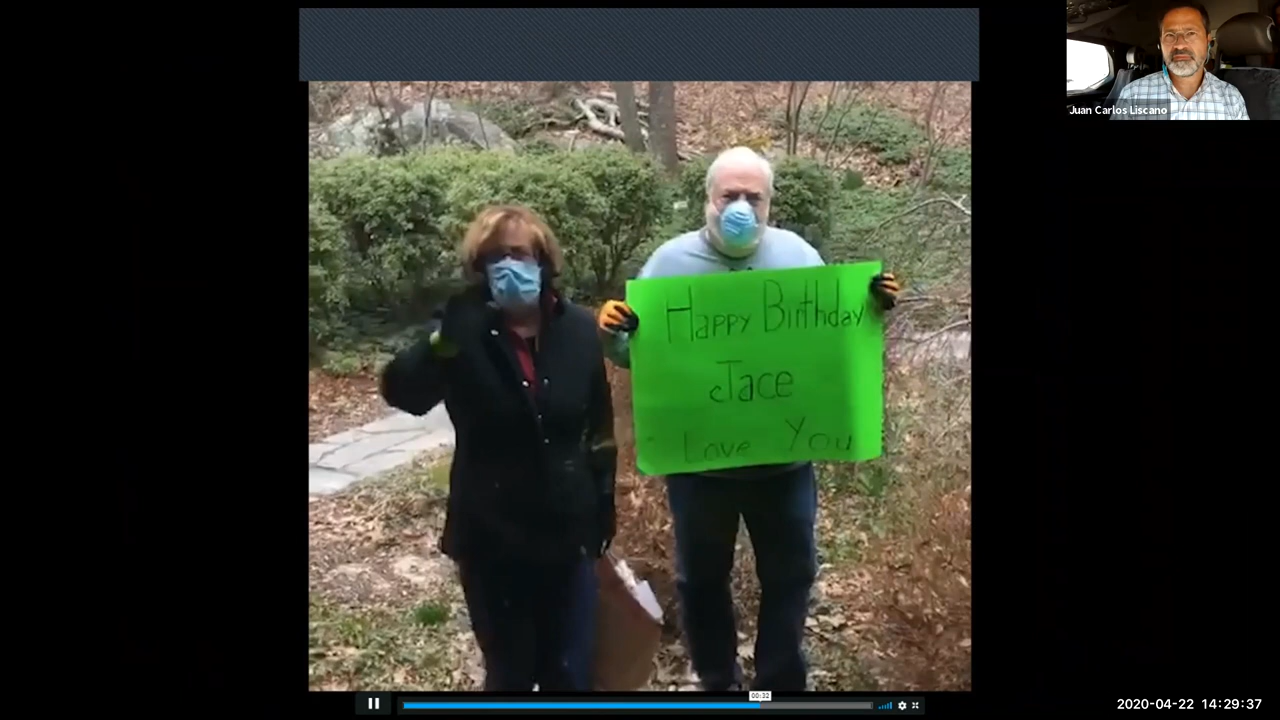 Juan Carlos Liscano
Happy Birthday
Jace
Love You
00:32
2020-04-22 14:29:37